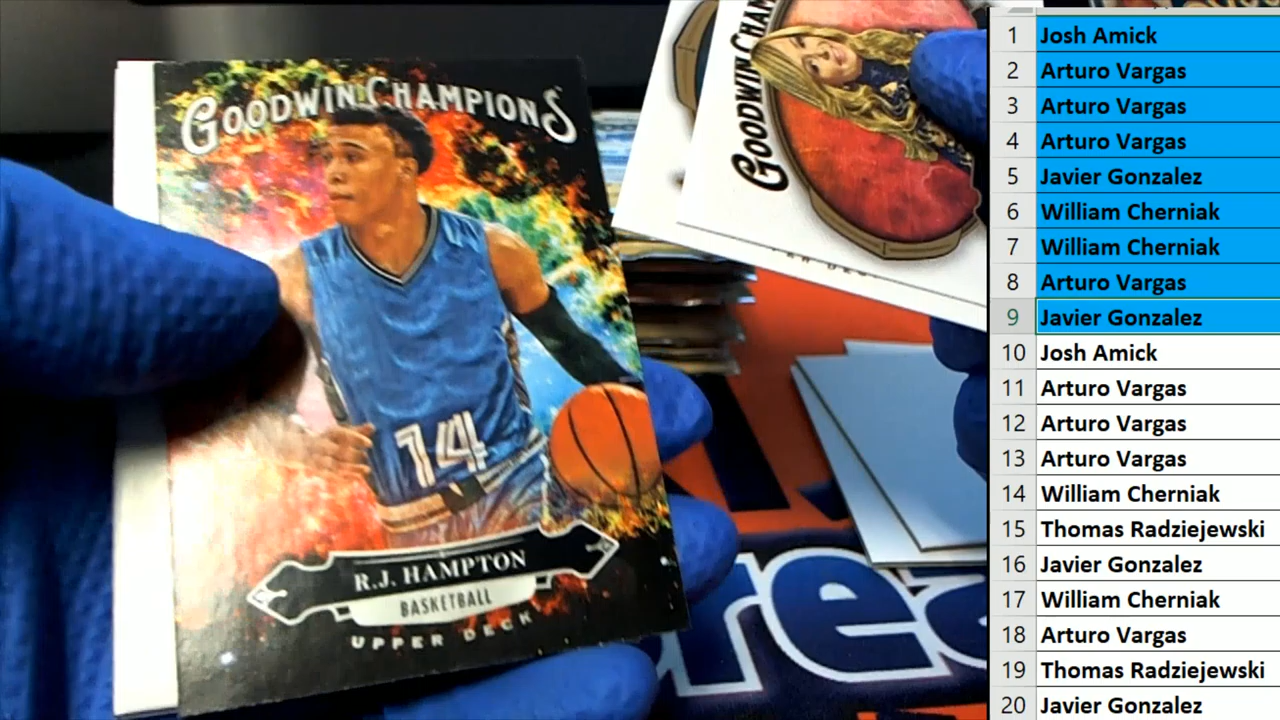 GOODWIN CHAMPIONS
14
R.J. HAMPTON
BASKETBALL
UPPER DECK
GOODWIN CHAM
1 Josh Amick
2 Arturo Vargas
3 Arturo Vargas
4 Arturo Vargas
5 Javier Gonzalez
6 William Cherniak
7 William Cherniak
8 Arturo Vargas
9 Javier Gonzalez
10 Josh Amick
11 Arturo Vargas
12 Arturo Vargas
13 Arturo Vargas
14 William Cherniak
15 Thomas Radziejewski
16 Javier Gonzalez
17 William Cherniak
18 Arturo Vargas
19 Thomas Radziejewski
20 Javier Gonzalez